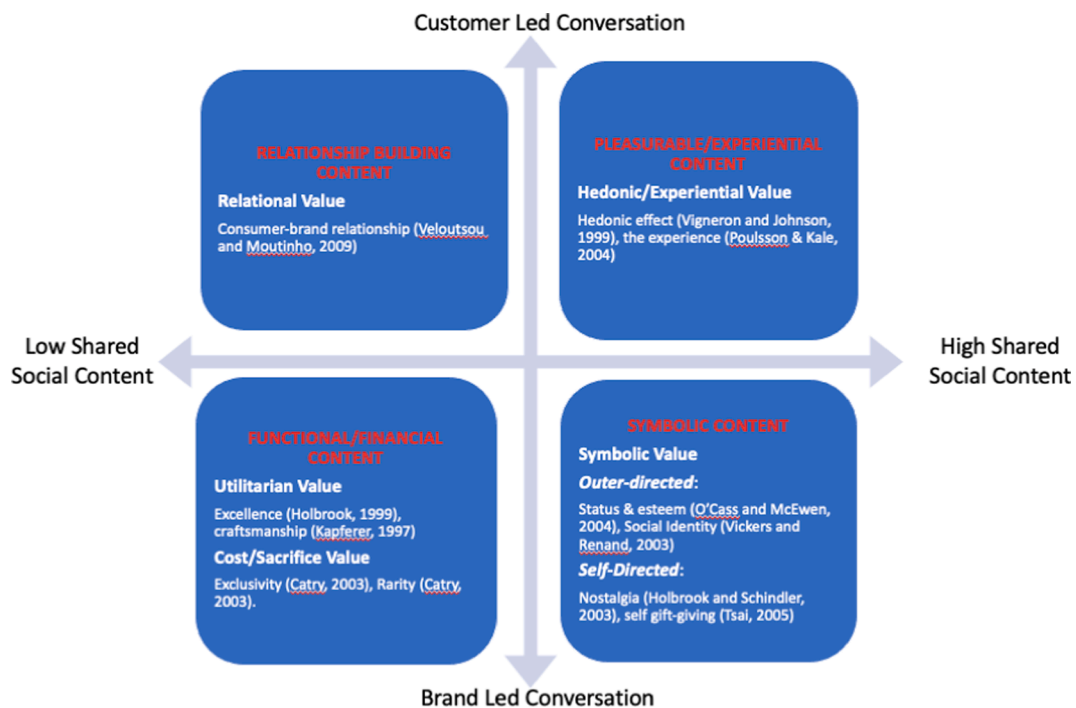 Customer Led Conversation
RELATIONSHIP BUILDING
CONTENT
Relational Value
Consumer-brand relationship (Veloutsou
and Moutinho, 2009)
PLEASURABLE/EXPERIENTIAL
CONTENT
Hedonic/Experiential Value
Hedonic effect (Vigneron and Johnson,
1999), the experience (Poulsson & Kale,
2004)
Low Shared
Social Content
High Shared
Social Content
FUNCTIONAL/FINANCIAL
CONTENT
Utilitarian Value
Excellence (Holbrook, 1999),
craftsmanship (Kapferer, 1997)
Cost/Sacrifice Value
Exclusivity (Catry, 2003), Rarity (Catry,
2003).
SYMBOLIC CONTENT
Symbolic Value
Outer-directed:
Status & esteem (O'Cass and McEwen,
2004), Social Identity (Vickers and
Renand, 2003)
Self-Directed:
Nostalgia (Holbrook and Schindler,
2003), self gift-giving (Tsai, 2005)
Brand Led Conversation